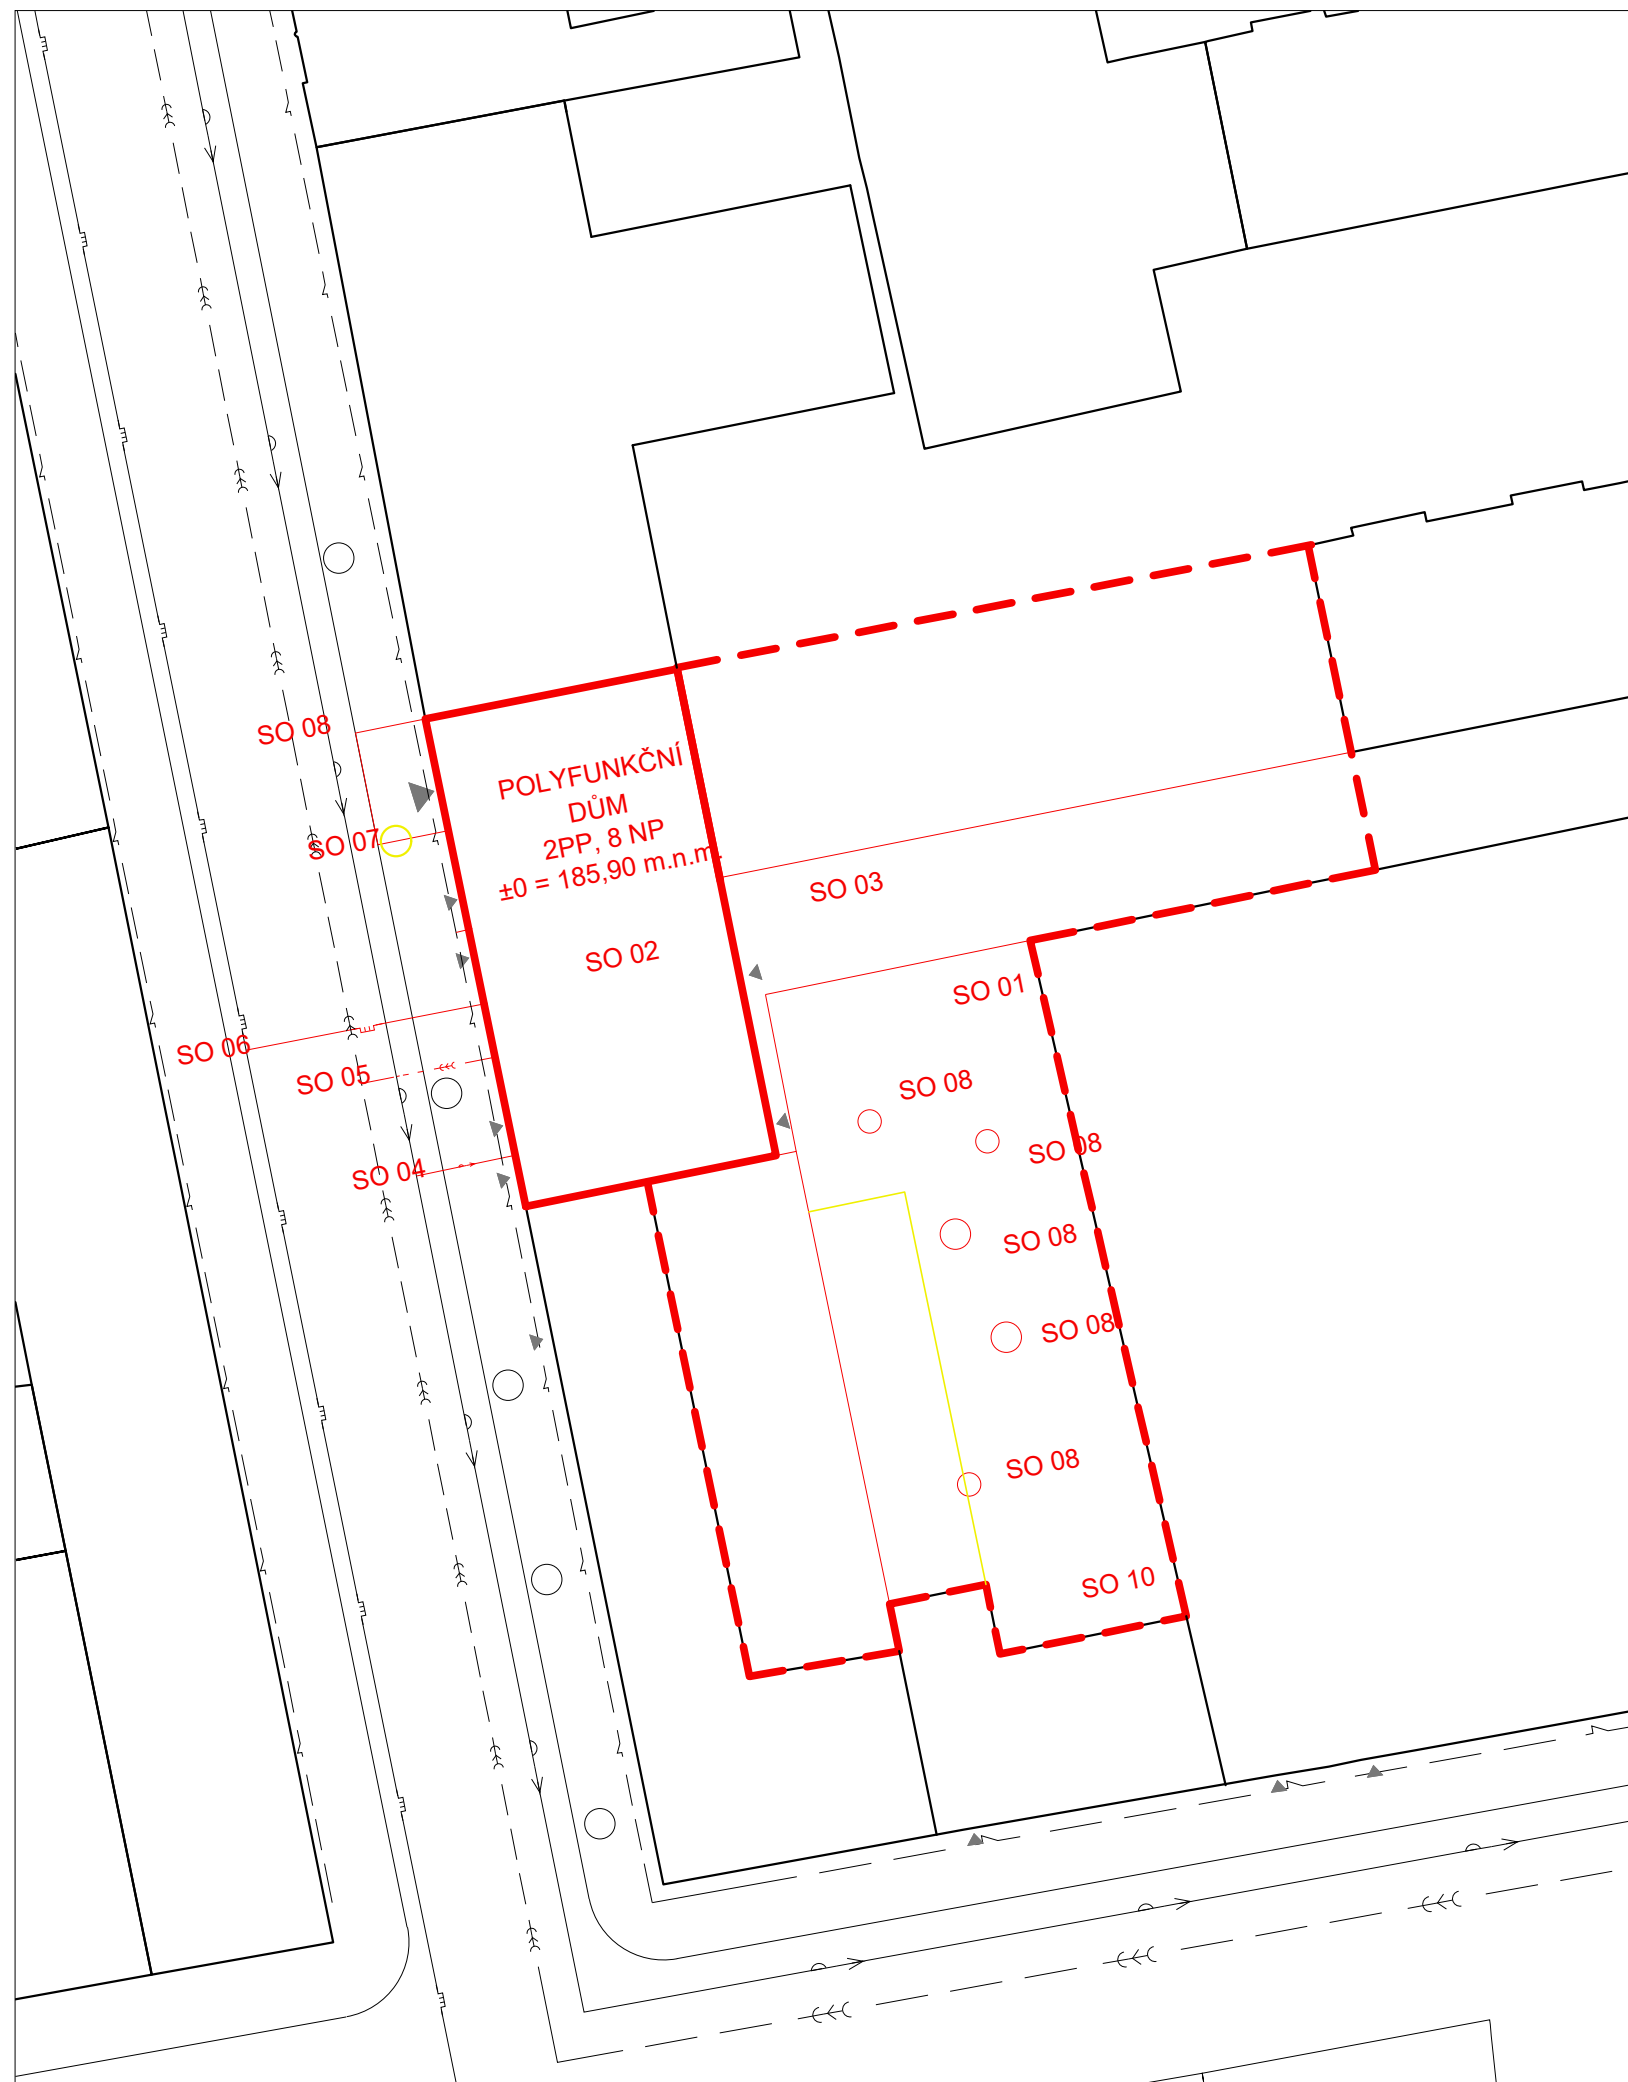 SO 08
POLYFUNKČNÍ
DŮM
2PP, 8 NP
±0 = 185,90 m.n.m.
SO 07
SO 03
SO 02
SO 01
SO 06
SO 05
SO 08
SO 08
SO 04
SO 08
SO 08
SO 08
SO 10